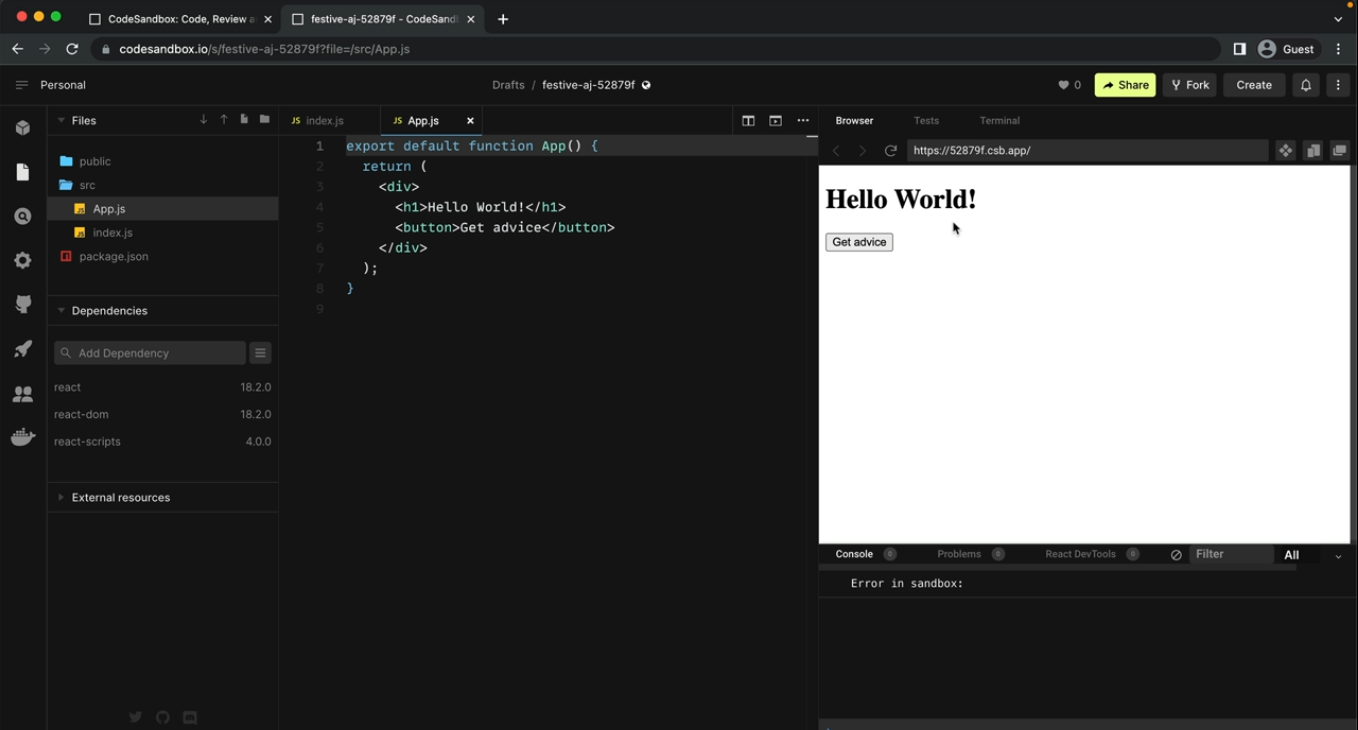 CodeSandbox: Code, Review a
festive-aj-52879f - CodeSand
codesandbox.io/s/festive-aj-52879f?file=/src/App.js
Guest
Personal
Drafts / festive-aj-52879f
0
Share
Fork
Create
Files
JS index.js
JS App.js
Browser
Tests
Terminal
https://52879f.csb.app/
public
src
JS App.js
JS index.js
package.json
Dependencies
Add Dependency
react 18.2.0
react-dom 18.2.0
react-scripts 4.0.0
External resources
1 export default function App() {
2 return (
3 <div>
4 <h1>Hello World!</h1>
5 <button>Get advice</button>
6 </div>
7 );
8 }
9
Hello World!
Get advice
Console 0
Problems 0
React DevTools 0
Filter
All
Error in sandbox: